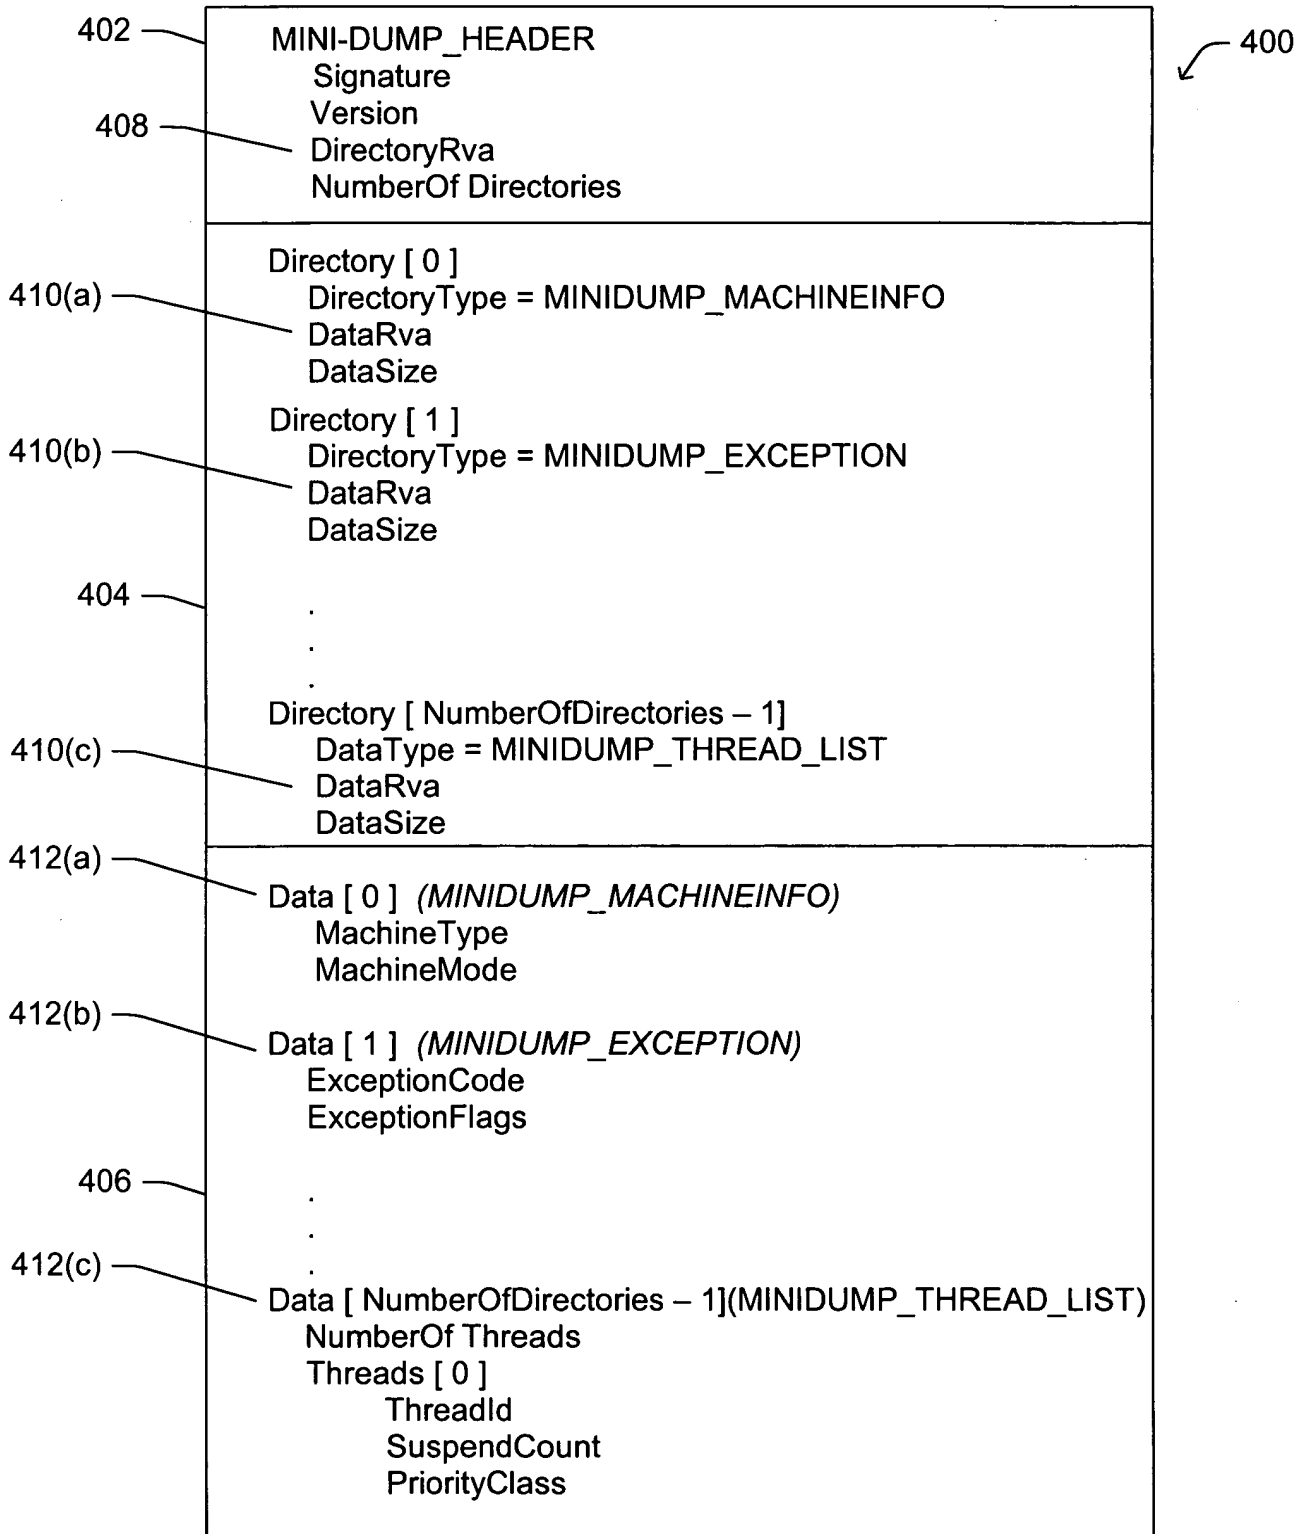 402
MINI-DUMP_HEADER
400
Signature
Version
408
DirectoryRva
NumberOf Directories
Directory [ 0 ]
410(a)
DirectoryType = MINIDUMP_MACHINEINFO
DataRva
DataSize
Directory [ 1 ]
410(b)
DirectoryType = MINIDUMP_EXCEPTION
DataRva
DataSize
404
.
.
.
Directory [ NumberOfDirectories – 1]
410(c)
DataType = MINIDUMP_THREAD_LIST
DataRva
DataSize
412(a)
Data [ 0 ] (MINIDUMP_MACHINEINFO)
MachineType
MachineMode
412(b)
Data [ 1 ] (MINIDUMP_EXCEPTION)
ExceptionCode
ExceptionFlags
406
.
.
.
412(c)
Data [ NumberOfDirectories – 1](MINIDUMP_THREAD_LIST)
NumberOf Threads
Threads [ 0 ]
ThreadId
SuspendCount
PriorityClass